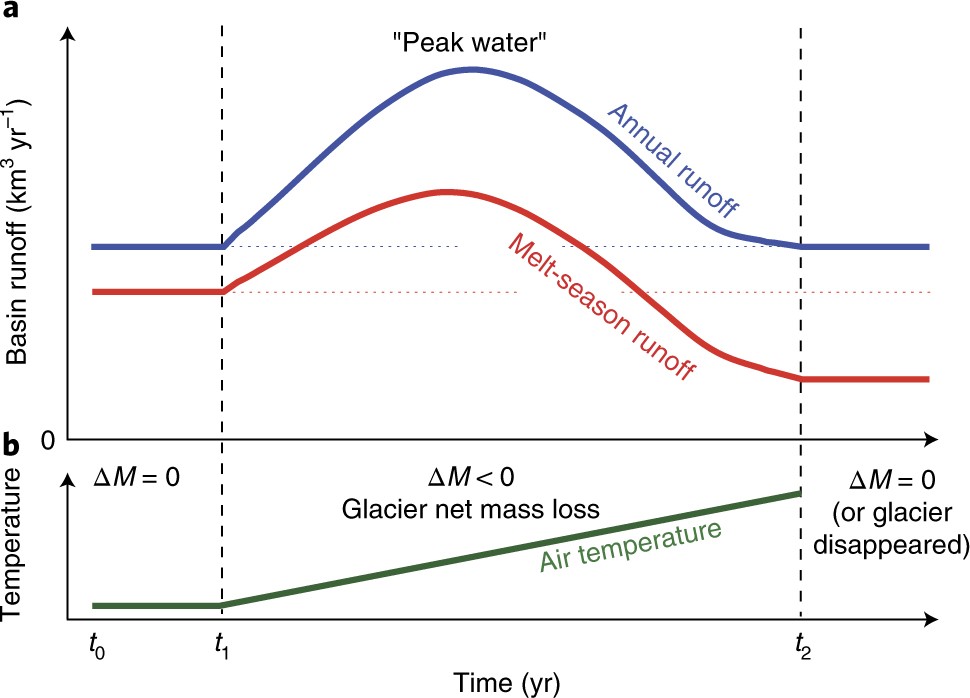 a
"Peak water"
Annual runoff
Melt-season runoff
Basin runoff (km³ yr⁻¹)
0
b
ΔM = 0
ΔM < 0
Glacier net mass loss
ΔM = 0
(or glacier
disappeared)
Air temperature
Temperature
t₀
t₁
t₂
Time (yr)